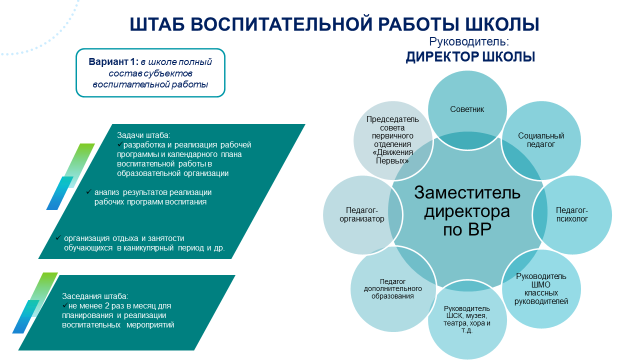 ШТАБ ВОСПИТАТЕЛЬНОЙ РАБОТЫ ШКОЛЫ
Руководитель:
ДИРЕКТОР ШКОЛЫ
Вариант 1: в школе полный
состав субъектов
воспитательной работы
Задачи штаба:
✓разработка и реализация рабочей
программы и календарного плана
воспитательной работы в
образовательной организации
✓ анализ результатов реализации
рабочих программ воспитания
✓организация отдыха и занятости
обучающихся в каникулярный период и др.
Заседания штаба:
✓не менее 2 раз в месяц для
планирования и реализации
воспитательных мероприятий
Советник
Социальный
педагог
Педагог-
психолог
Руководитель
ШМО
классных
руководителей
Руководитель
ШСК, музея,
театра, хора и
т.д.
Педагог
дополнительного
образования
Педагог-
организатор
Председатель
совета
первичного
отделения
«Движения
Первых»
Заместитель
директора
по ВР